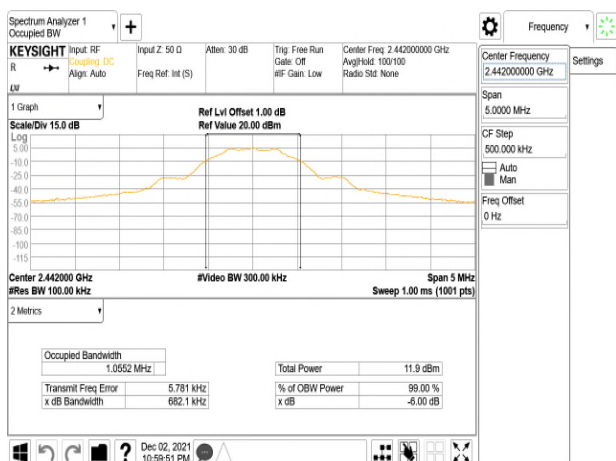 Spectrum Analyzer 1
Occupied BW
Frequency
KEYSIGHT
R
Input: RF
Coupling: DC
Align: Auto
Input Z: 50 Ω
Freq Ref: Int (S)
Atten: 30 dB
Trig: Free Run
Gate: Off
#IF Gain: Low
Center Freq: 2.442000000 GHz
Avg|Hold: 100/100
Radio Std: None
Center Frequency
2.442000000 GHz
Settings
Span
5.0000 MHz
CF Step
500.000 kHz
Auto
Man
Freq Offset
0 Hz
1 Graph
Scale/Div 15.0 dB
Ref Lvl Offset 1.00 dB
Ref Value 20.00 dBm
Log
5.00
-10.0
-25.0
-40.0
-55.0
-70.0
-85.0
-100
-115
Center 2.442000 GHz
#Res BW 100.00 kHz
#Video BW 300.00 kHz
Span 5 MHz
Sweep 1.00 ms (1001 pts)
2 Metrics
Occupied Bandwidth
1.0552 MHz
Transmit Freq Error 5.781 kHz
x dB Bandwidth 682.1 kHz
Total Power 11.9 dBm
% of OBW Power 99.00 %
x dB -6.00 dB
?
Dec 02, 2021
10:59:51 PM